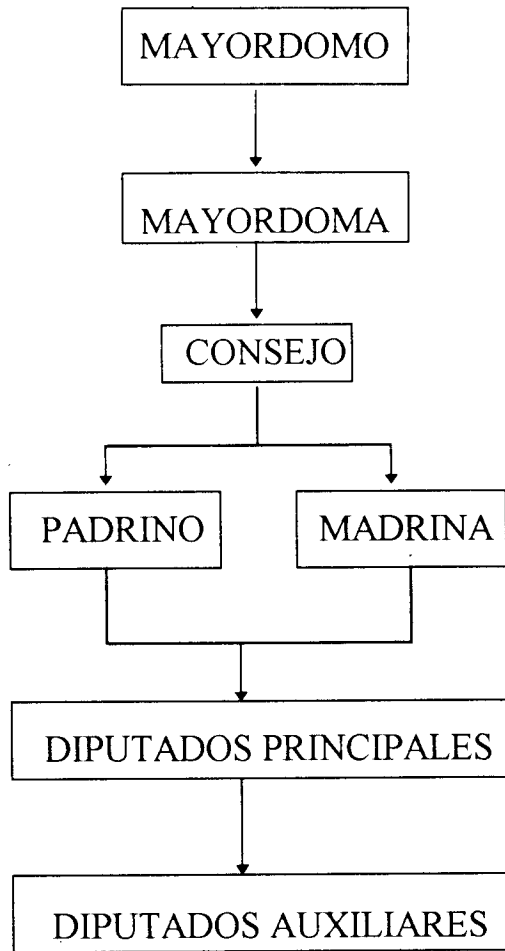 MAYORDOMO
MAYORDOMA
CONSEJO
PADRINO
MADRINA
DIPUTADOS PRINCIPALES
DIPUTADOS AUXILIARES